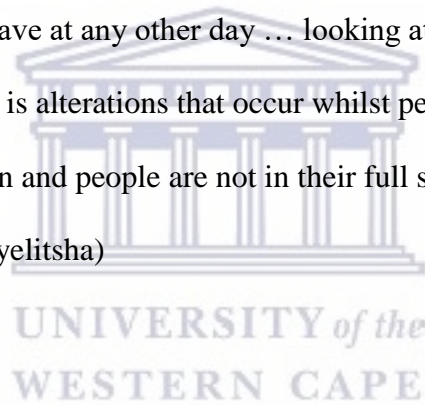 ave at any other day … looking at
is alterations that occur whilst pe
n and people are not in their full s
yelitsha)
UNIVERSITY of the
WESTERN CAPE